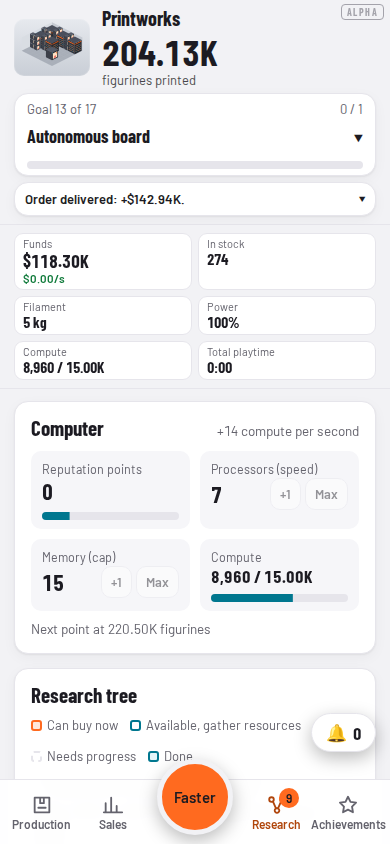 ALPHA
Printworks
204.13K
figurines printed
Goal 13 of 17 0 / 1
Autonomous board ▼
Order delivered: +$142.94K. ▼
Funds
$118.30K
$0.00/s
In stock
274
Filament
5 kg
Power
100%
Compute
8,960 / 15.00K
Total playtime
0:00
Computer +14 compute per second
Reputation points
0
Processors (speed)
7 +1 Max
Memory (cap)
15 +1 Max
Compute
8,960 / 15.00K
Next point at 220.50K figurines
Research tree
Can buy now Available, gather resources
🔔 0
Needs progress Done
Faster
9
Production Sales Research Achievements